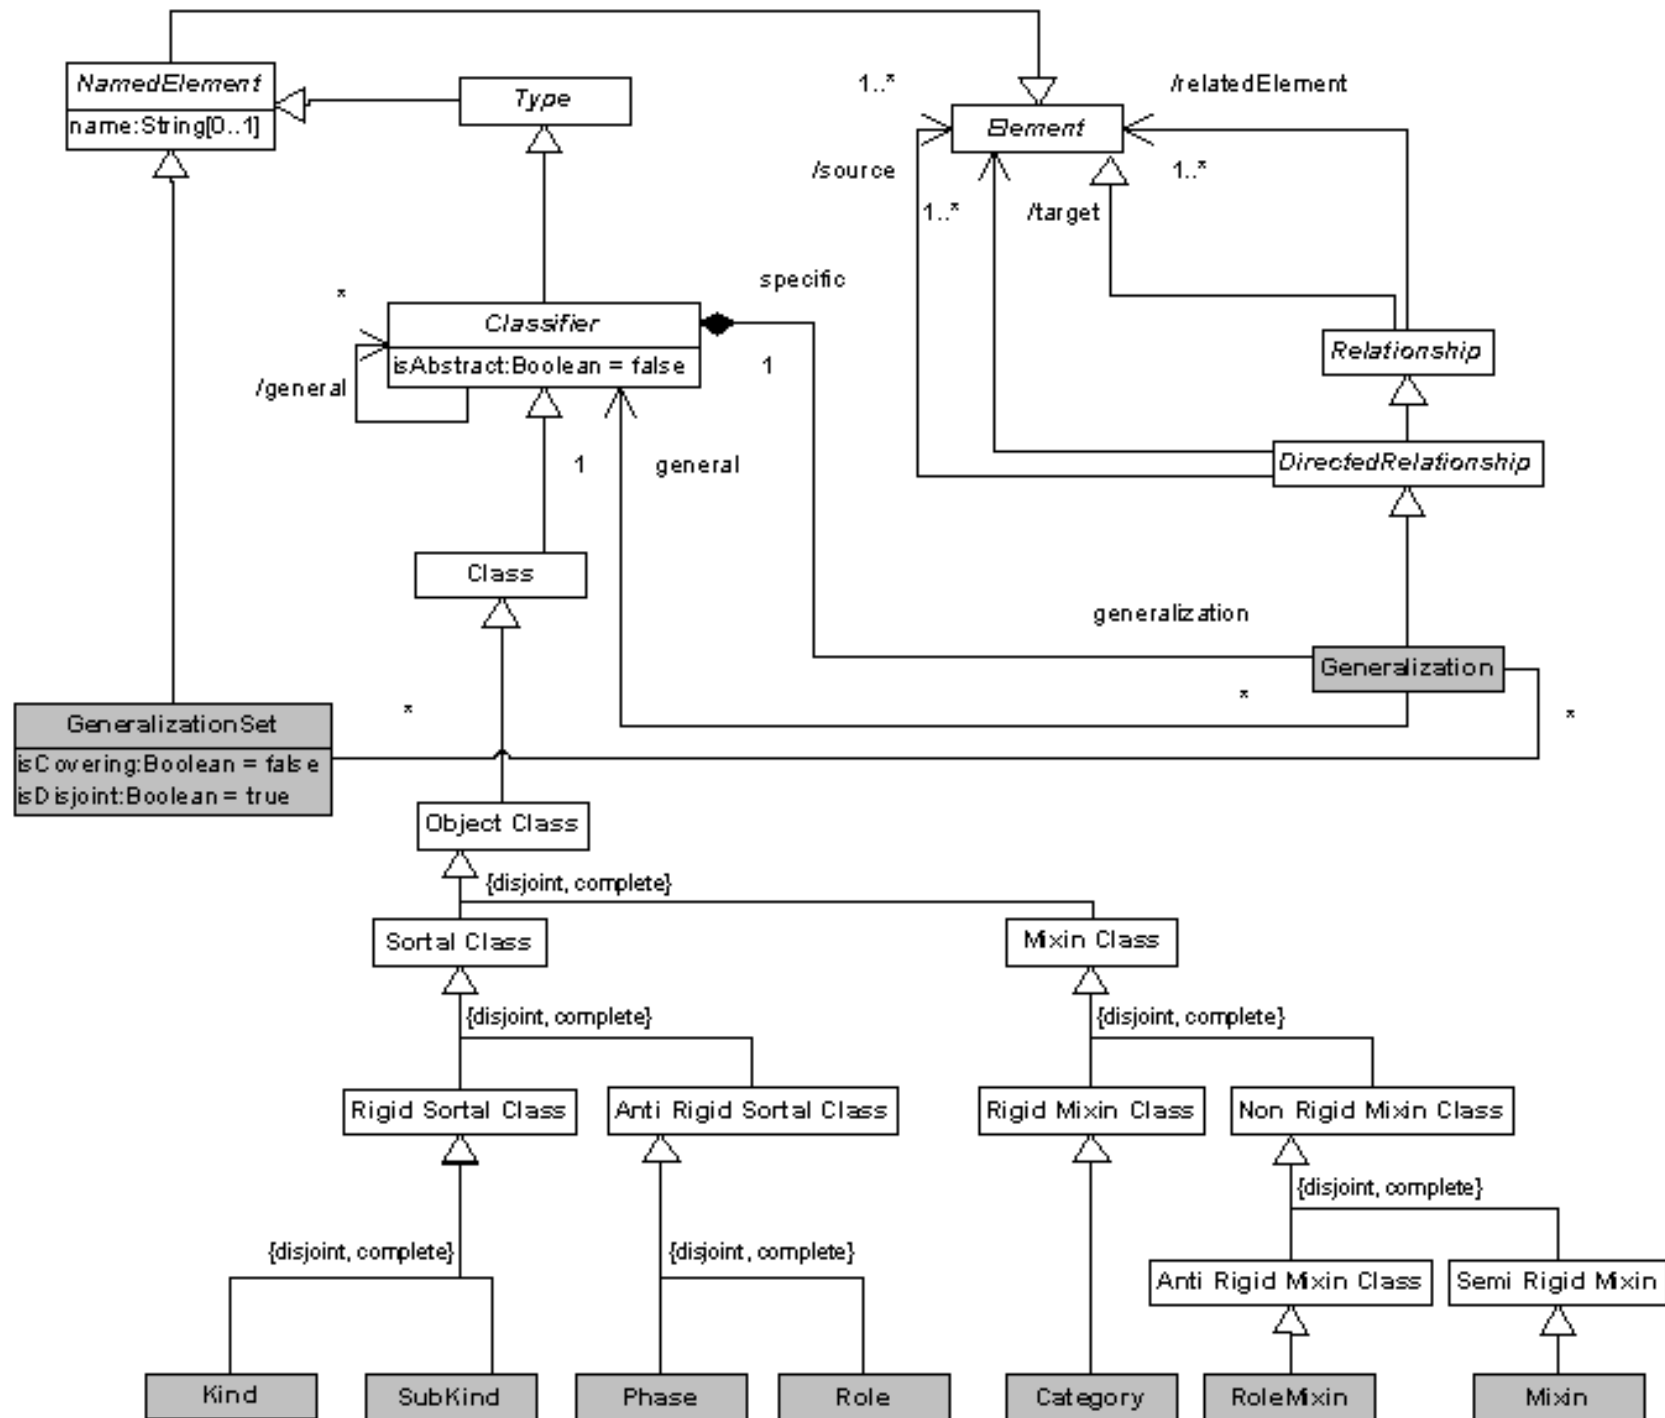 NamedElement
name:String[0..1]
Type
1..*
/relatedElement
Element
/source
1..*
1..*
/target
specific
*
Classifier
isAbstract:Boolean = false
1
/general
Relationship
1
general
DirectedRelationship
Class
generalization
Generalization
*
*
*
GeneralizationSet
isCovering:Boolean = false
isDisjoint:Boolean = true
Object Class
{disjoint, complete}
Sortal Class
Mixin Class
{disjoint, complete}
{disjoint, complete}
Rigid Sortal Class
Anti Rigid Sortal Class
Rigid Mixin Class
Non Rigid Mixin Class
{disjoint, complete}
{disjoint, complete}
{disjoint, complete}
Anti Rigid Mixin Class
Semi Rigid Mixin
Kind
SubKind
Phase
Role
Category
RoleMixin
Mixin